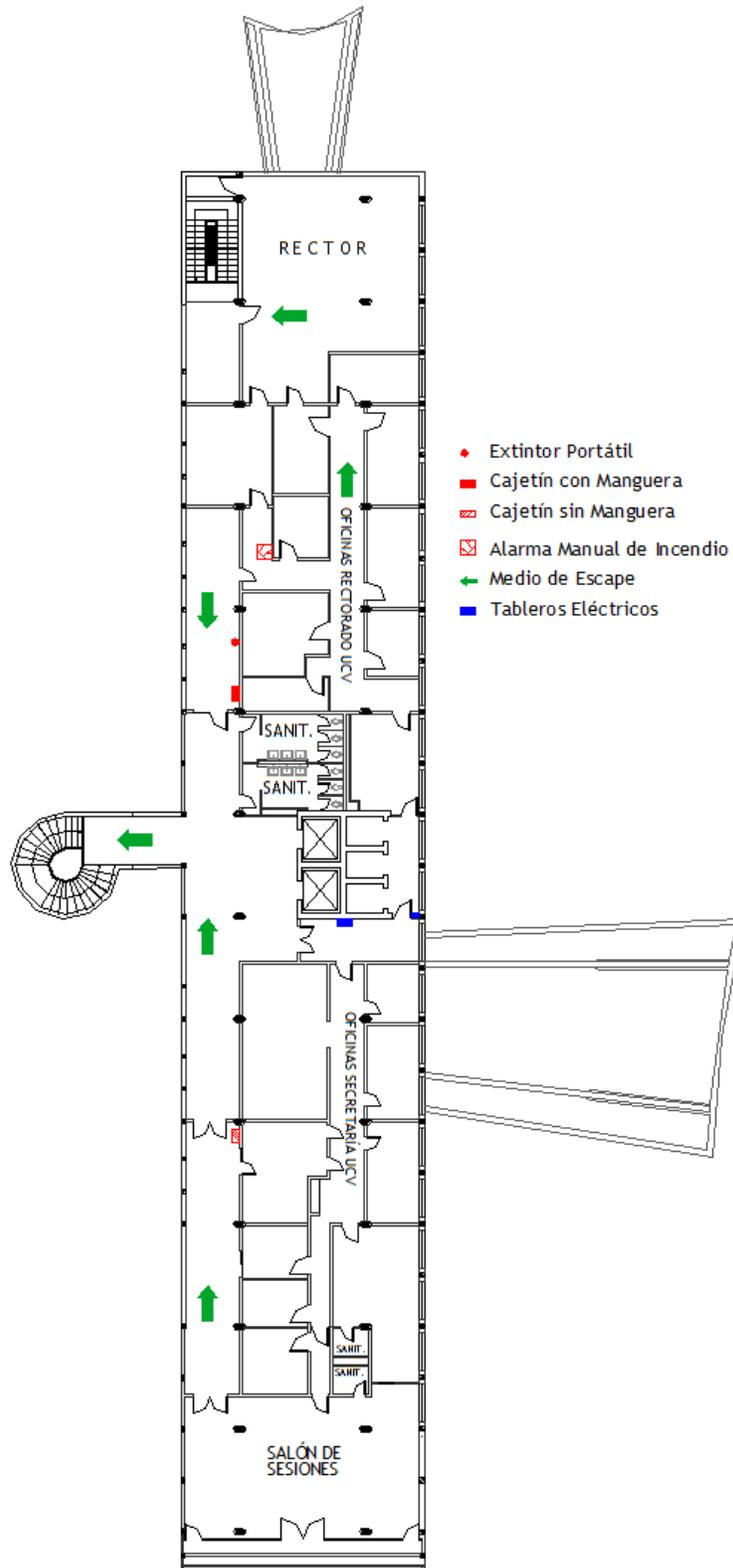 RECTOR
Extintor Portátil
Cajetín con Manguera
Cajetín sin Manguera
Alarma Manual de Incendio
Medio de Escape
Tableros Eléctricos
OFICINAS RECTORADO UCV
SANIT.
SANIT.
OFICINAS SECRETARÍA UCV
SANIT.
SANIT.
SALÓN DE
SESIONES